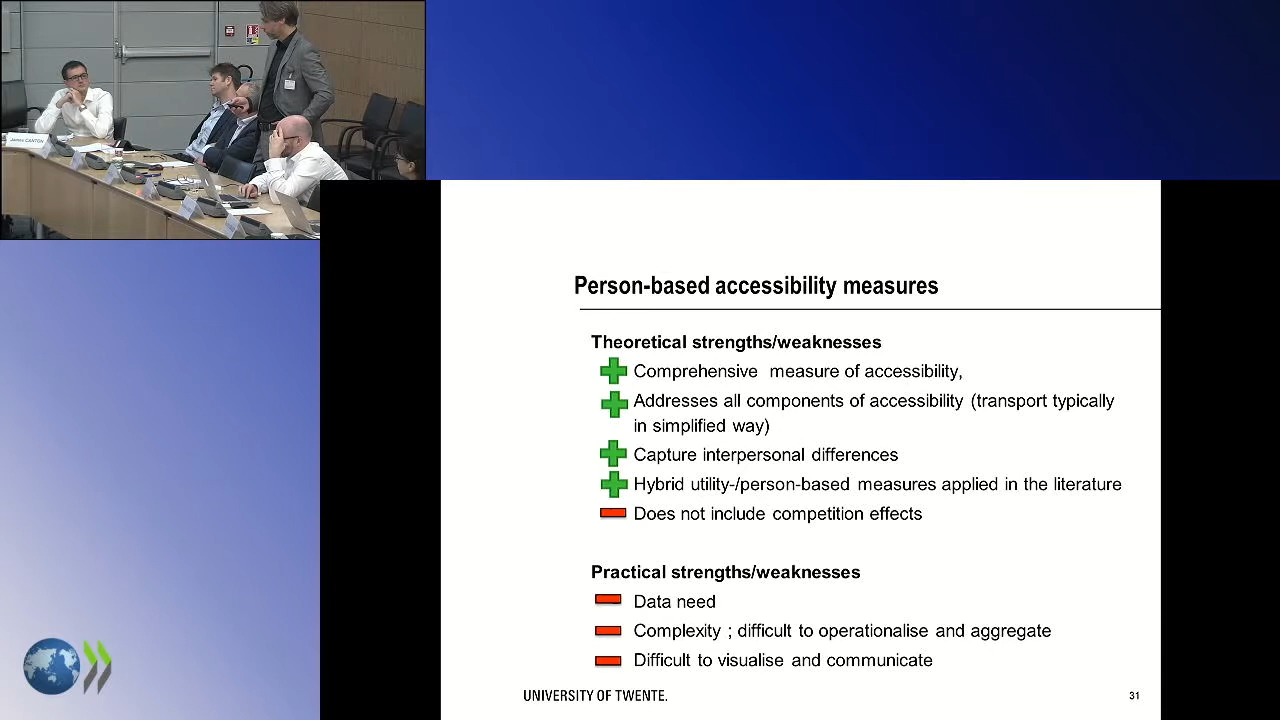 James CANTON
Person-based accessibility measures
Theoretical strengths/weaknesses
Comprehensive measure of accessibility,
Addresses all components of accessibility (transport typically
in simplified way)
Capture interpersonal differences
Hybrid utility-/person-based measures applied in the literature
Does not include competition effects
Practical strengths/weaknesses
Data need
Complexity ; difficult to operationalise and aggregate
Difficult to visualise and communicate
UNIVERSITY OF TWENTE.
31